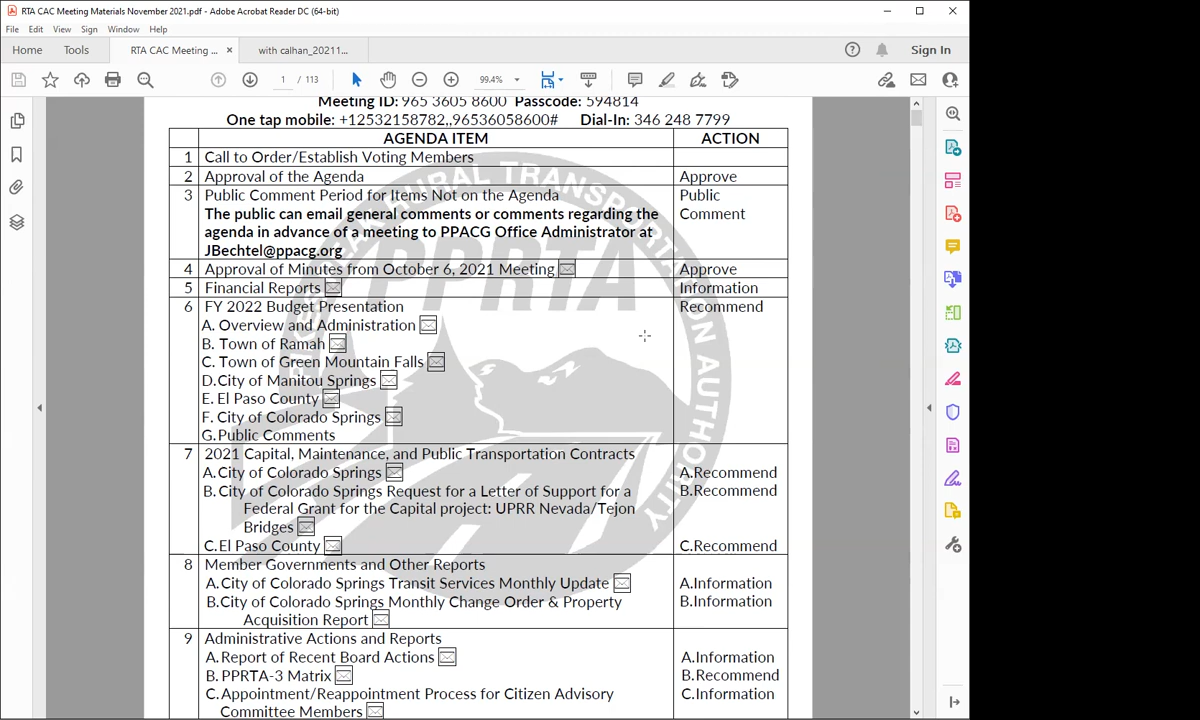 RTA CAC Meeting Materials November 2021.pdf - Adobe Acrobat Reader DC (64-bit)
File Edit View Sign Window Help
Home Tools RTA CAC Meeting ... × with calhan_20211... Sign In
1 / 113 99.4%
Meeting ID: 965 3605 8600 Passcode: 594814
One tap mobile: +12532158782,,96536058600# Dial-In: 346 248 7799
AGENDA ITEM ACTION
1 Call to Order/Establish Voting Members
2 Approval of the Agenda Approve
3 Public Comment Period for Items Not on the Agenda Public
The public can email general comments or comments regarding the Comment
agenda in advance of a meeting to PPACG Office Administrator at
JBechtel@ppacg.org
4 Approval of Minutes from October 6, 2021 Meeting Approve
5 Financial Reports Information
6 FY 2022 Budget Presentation Recommend
A. Overview and Administration
B. Town of Ramah
C. Town of Green Mountain Falls
D.City of Manitou Springs
E. El Paso County
F. City of Colorado Springs
G.Public Comments
7 2021 Capital, Maintenance, and Public Transportation Contracts
A.City of Colorado Springs A.Recommend
B.City of Colorado Springs Request for a Letter of Support for a B.Recommend
Federal Grant for the Capital project: UPRR Nevada/Tejon
Bridges
C.El Paso County C.Recommend
8 Member Governments and Other Reports
A.City of Colorado Springs Transit Services Monthly Update A.Information
B.City of Colorado Springs Monthly Change Order & Property B.Information
Acquisition Report
9 Administrative Actions and Reports
A.Report of Recent Board Actions A.Information
B. PPRTA-3 Matrix B.Recommend
C.Appointment/Reappointment Process for Citizen Advisory C.Information
Committee Members
PPRTA
RURAL TRANSPORTATION AUTHORITY